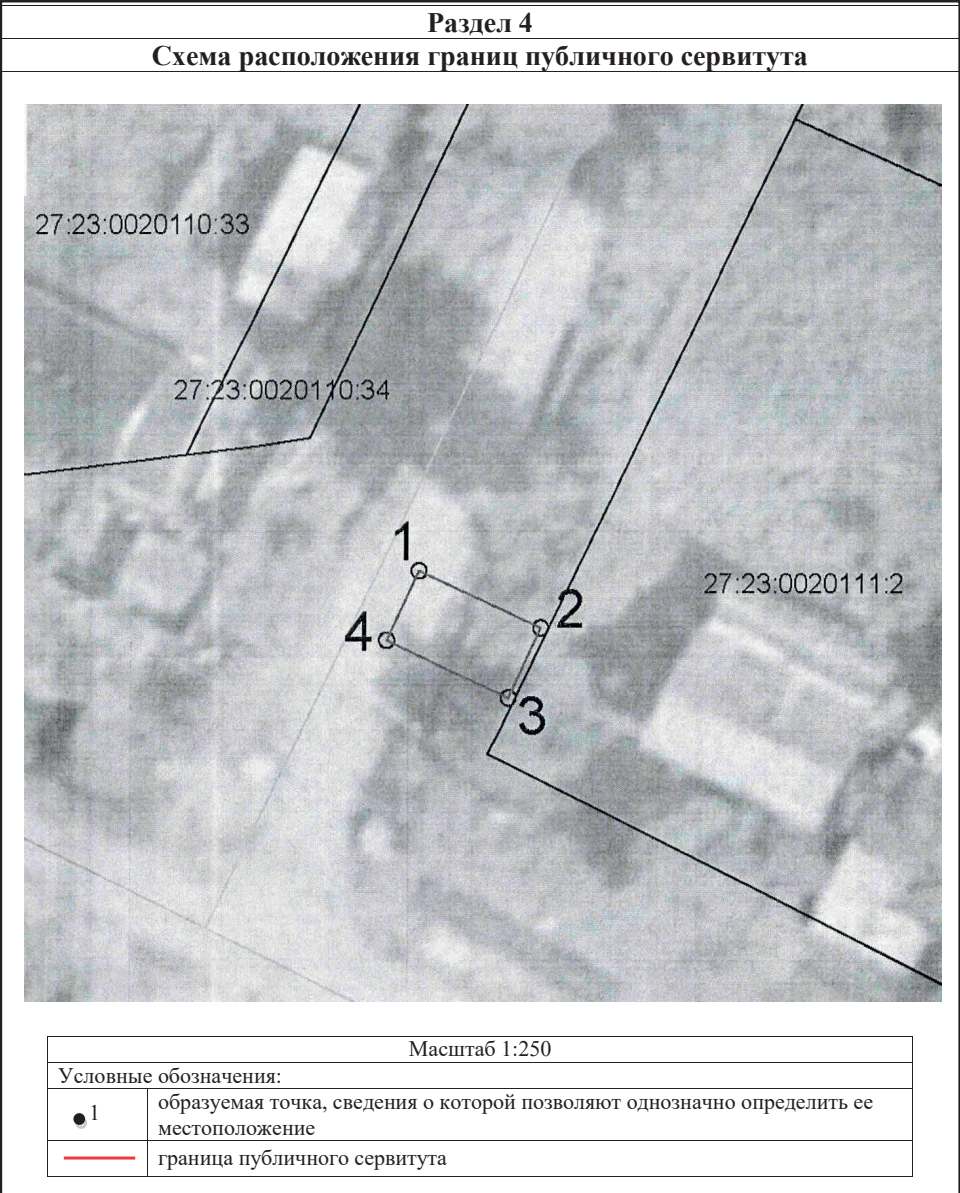 Раздел 4
Схема расположения границ публичного сервитута
27:23:0020110:33
27:23:0020110:34
1
27:23:0020111:2
2
4
3
Масштаб 1:250
Условные обозначения:
1
образуемая точка, сведения о которой позволяют однозначно определить ее
местоположение
граница публичного сервитута